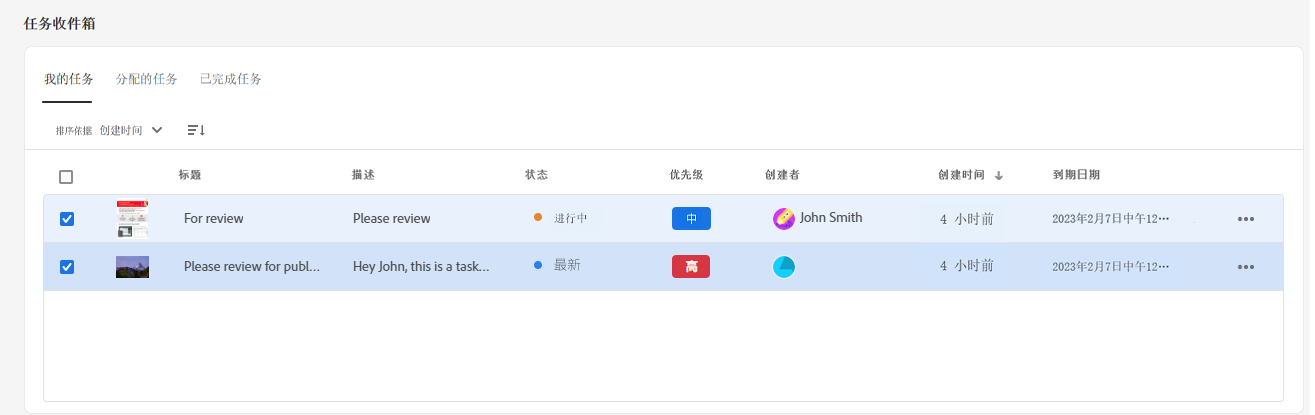 任务收件箱
我的任务 分配的任务 已完成任务
排序依据 创建时间
标题 描述 状态 优先级 创建者 创建时间 到期日期
For review Please review 进行中 中 John Smith 4 小时前 2023年2月7日中午12…
Please review for publ... Hey John, this is a task... 最新 高 4 小时前 2023年2月7日中午12…